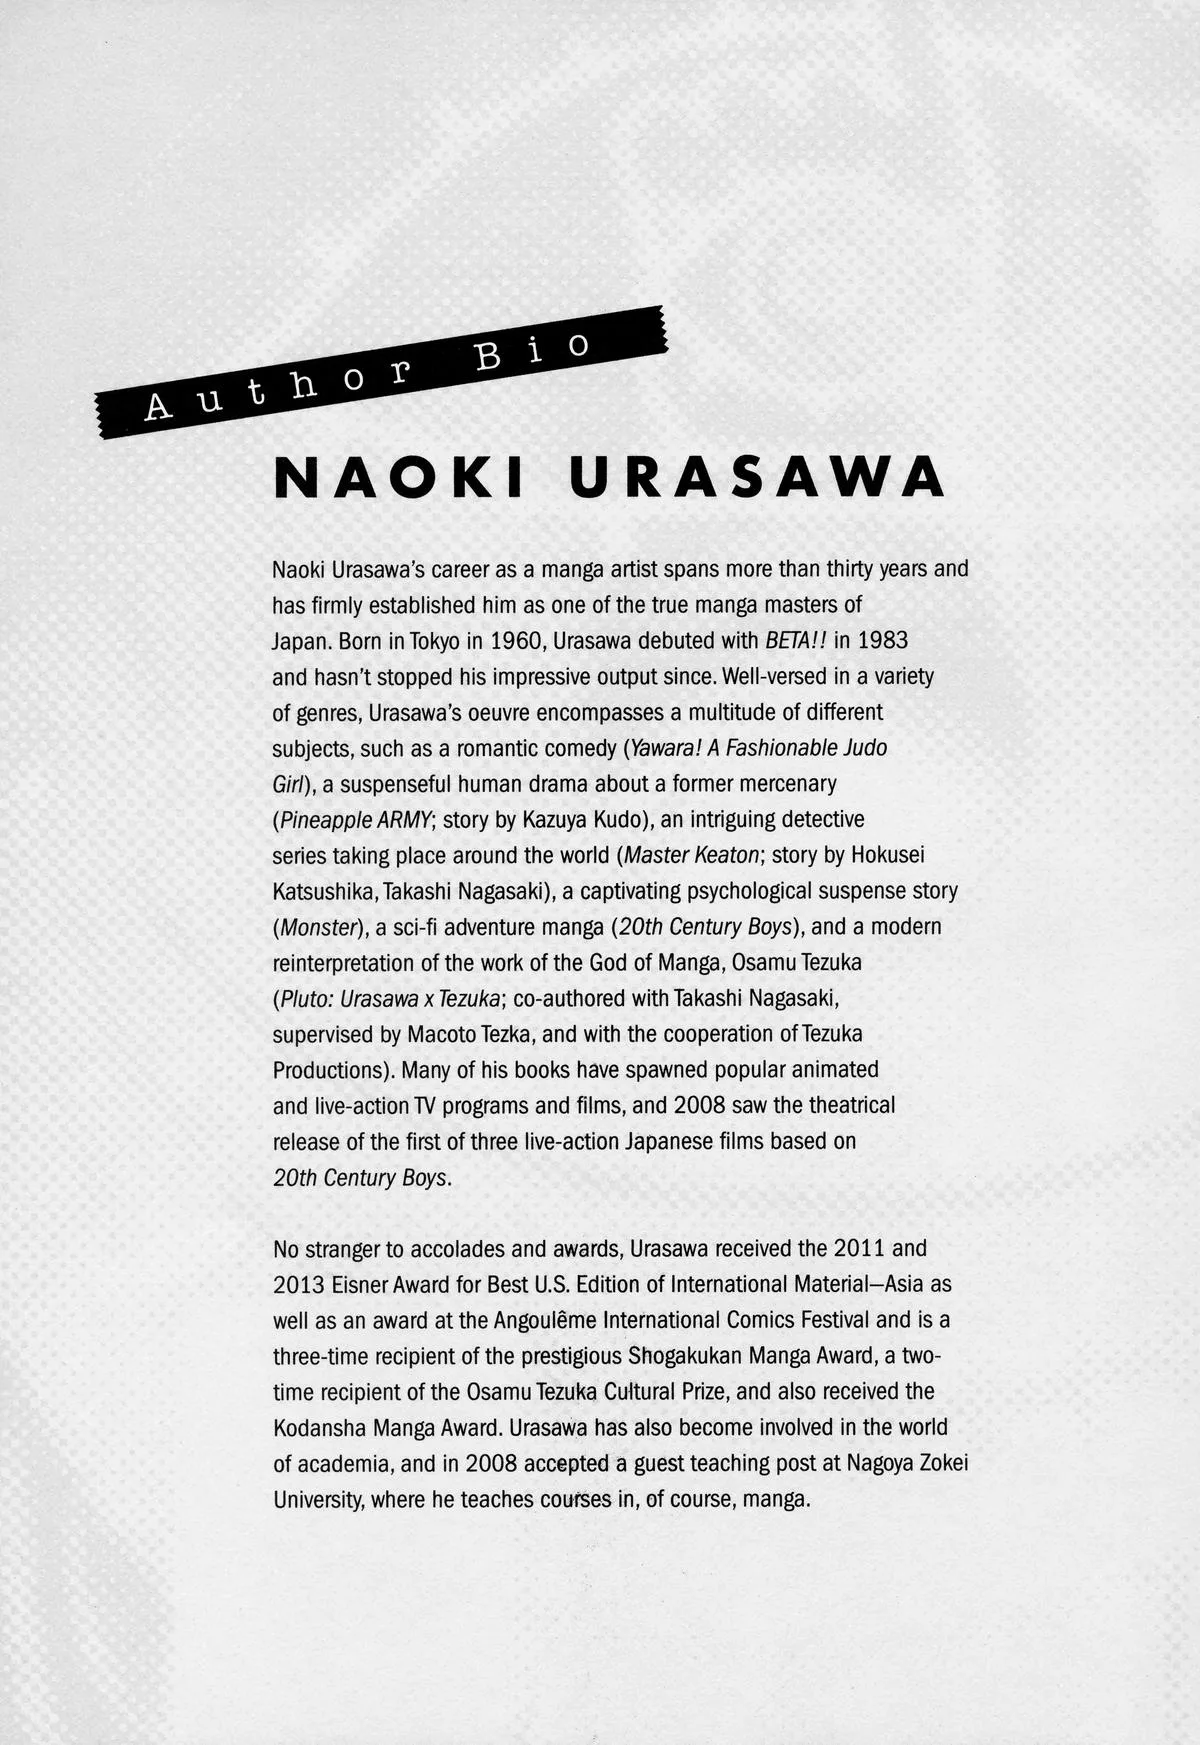 Author Bio
NAOKI URASAWA
Naoki Urasawa's career as a manga artist spans more than thirty years and
has firmly established him as one of the true manga masters of
Japan. Born in Tokyo in 1960, Urasawa debuted with BETA!! in 1983
and hasn't stopped his impressive output since. Well-versed in a variety
of genres, Urasawa's oeuvre encompasses a multitude of different
subjects, such as a romantic comedy (Yawara! A Fashionable Judo
Girl), a suspenseful human drama about a former mercenary
(Pineapple ARMY; story by Kazuya Kudo), an intriguing detective
series taking place around the world (Master Keaton; story by Hokusei
Katsushika, Takashi Nagasaki), a captivating psychological suspense story
(Monster), a sci-fi adventure manga (20th Century Boys), and a modern
reinterpretation of the work of the God of Manga, Osamu Tezuka
(Pluto: Urasawa x Tezuka; co-authored with Takashi Nagasaki,
supervised by Macoto Tezka, and with the cooperation of Tezuka
Productions). Many of his books have spawned popular animated
and live-action TV programs and films, and 2008 saw the theatrical
release of the first of three live-action Japanese films based on
20th Century Boys.
No stranger to accolades and awards, Urasawa received the 2011 and
2013 Eisner Award for Best U.S. Edition of International Material—Asia as
well as an award at the Angoulême International Comics Festival and is a
three-time recipient of the prestigious Shogakukan Manga Award, a two-
time recipient of the Osamu Tezuka Cultural Prize, and also received the
Kodansha Manga Award. Urasawa has also become involved in the world
of academia, and in 2008 accepted a guest teaching post at Nagoya Zokei
University, where he teaches courses in, of course, manga.